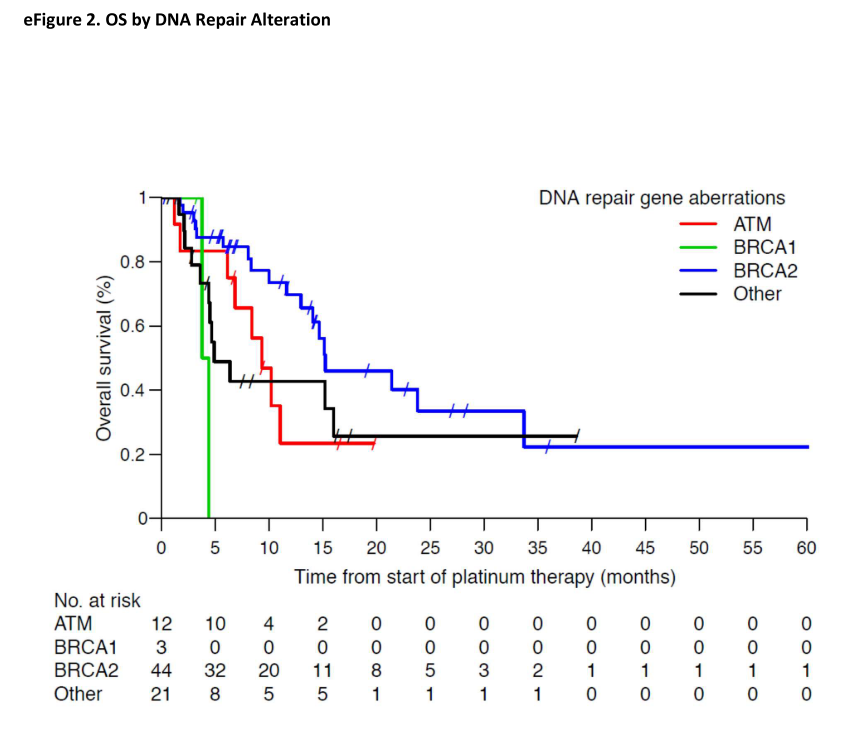 eFigure 2. OS by DNA Repair Alteration
DNA repair gene aberrations
ATM
BRCA1
BRCA2
Other
Overall survival (%)
1
0.8
0.6
0.4
0.2
0
0 5 10 15 20 25 30 35 40 45 50 55 60
Time from start of platinum therapy (months)
No. at risk
ATM 12 10 4 2 0 0 0 0 0 0 0 0 0
BRCA1 3 0 0 0 0 0 0 0 0 0 0 0 0
BRCA2 44 32 20 11 8 5 3 2 1 1 1 1 1
Other 21 8 5 5 1 1 1 1 0 0 0 0 0